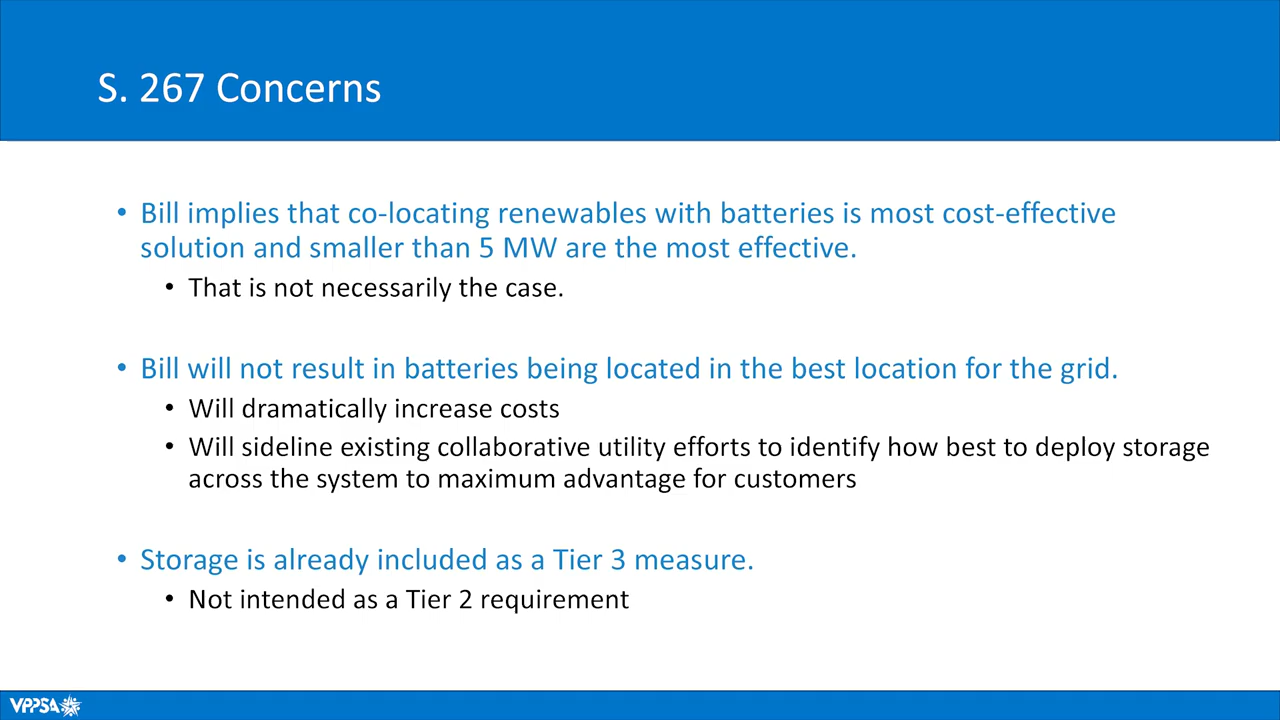 S. 267 Concerns
• Bill implies that co-locating renewables with batteries is most cost-effective
solution and smaller than 5 MW are the most effective.
• That is not necessarily the case.
• Bill will not result in batteries being located in the best location for the grid.
• Will dramatically increase costs
• Will sideline existing collaborative utility efforts to identify how best to deploy storage
across the system to maximum advantage for customers
• Storage is already included as a Tier 3 measure.
• Not intended as a Tier 2 requirement
VPPSA